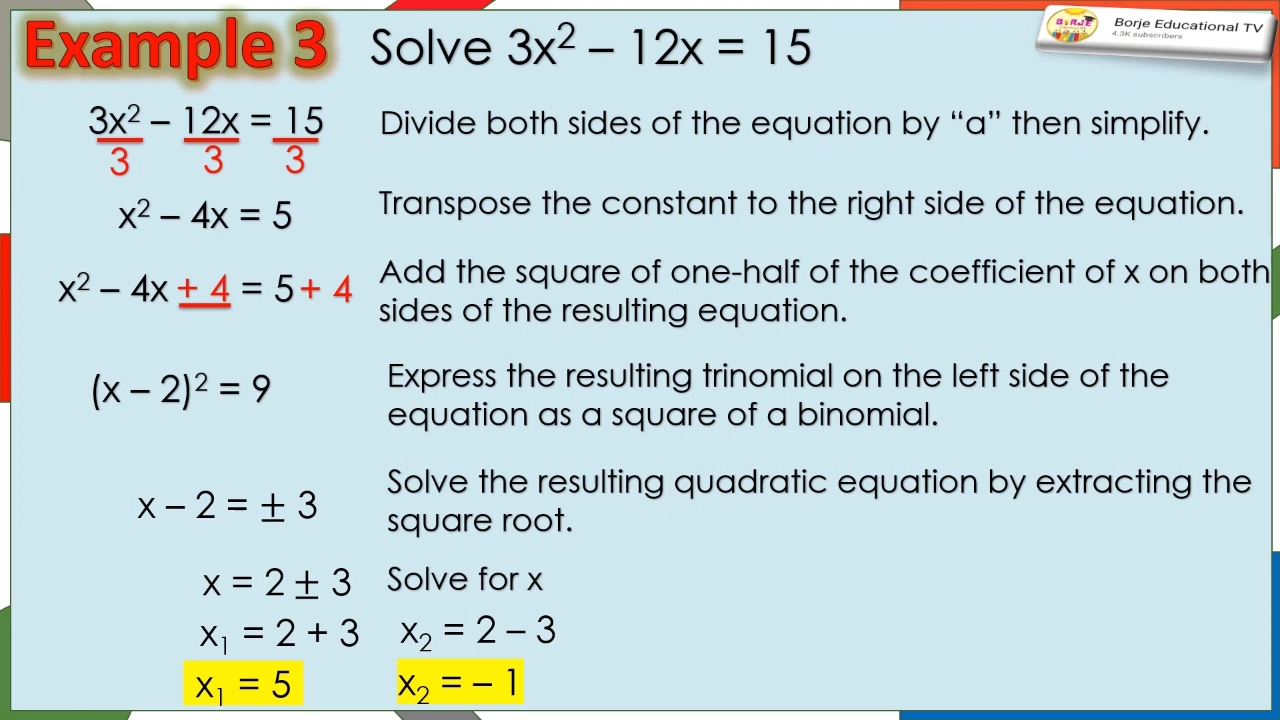 Example 3 Solve 3x² – 12x = 15
Borje Educational TV
4.3K subscribers
3x² – 12x = 15 Divide both sides of the equation by “a” then simplify.
3 3 3
x² – 4x = 5 Transpose the constant to the right side of the equation.
x² – 4x + 4 = 5 + 4 Add the square of one-half of the coefficient of x on both
sides of the resulting equation.
(x – 2)² = 9 Express the resulting trinomial on the left side of the
equation as a square of a binomial.
x – 2 = ± 3 Solve the resulting quadratic equation by extracting the
square root.
x = 2 ± 3 Solve for x
x₁ = 2 + 3 x₂ = 2 – 3
x₁ = 5 x₂ = – 1